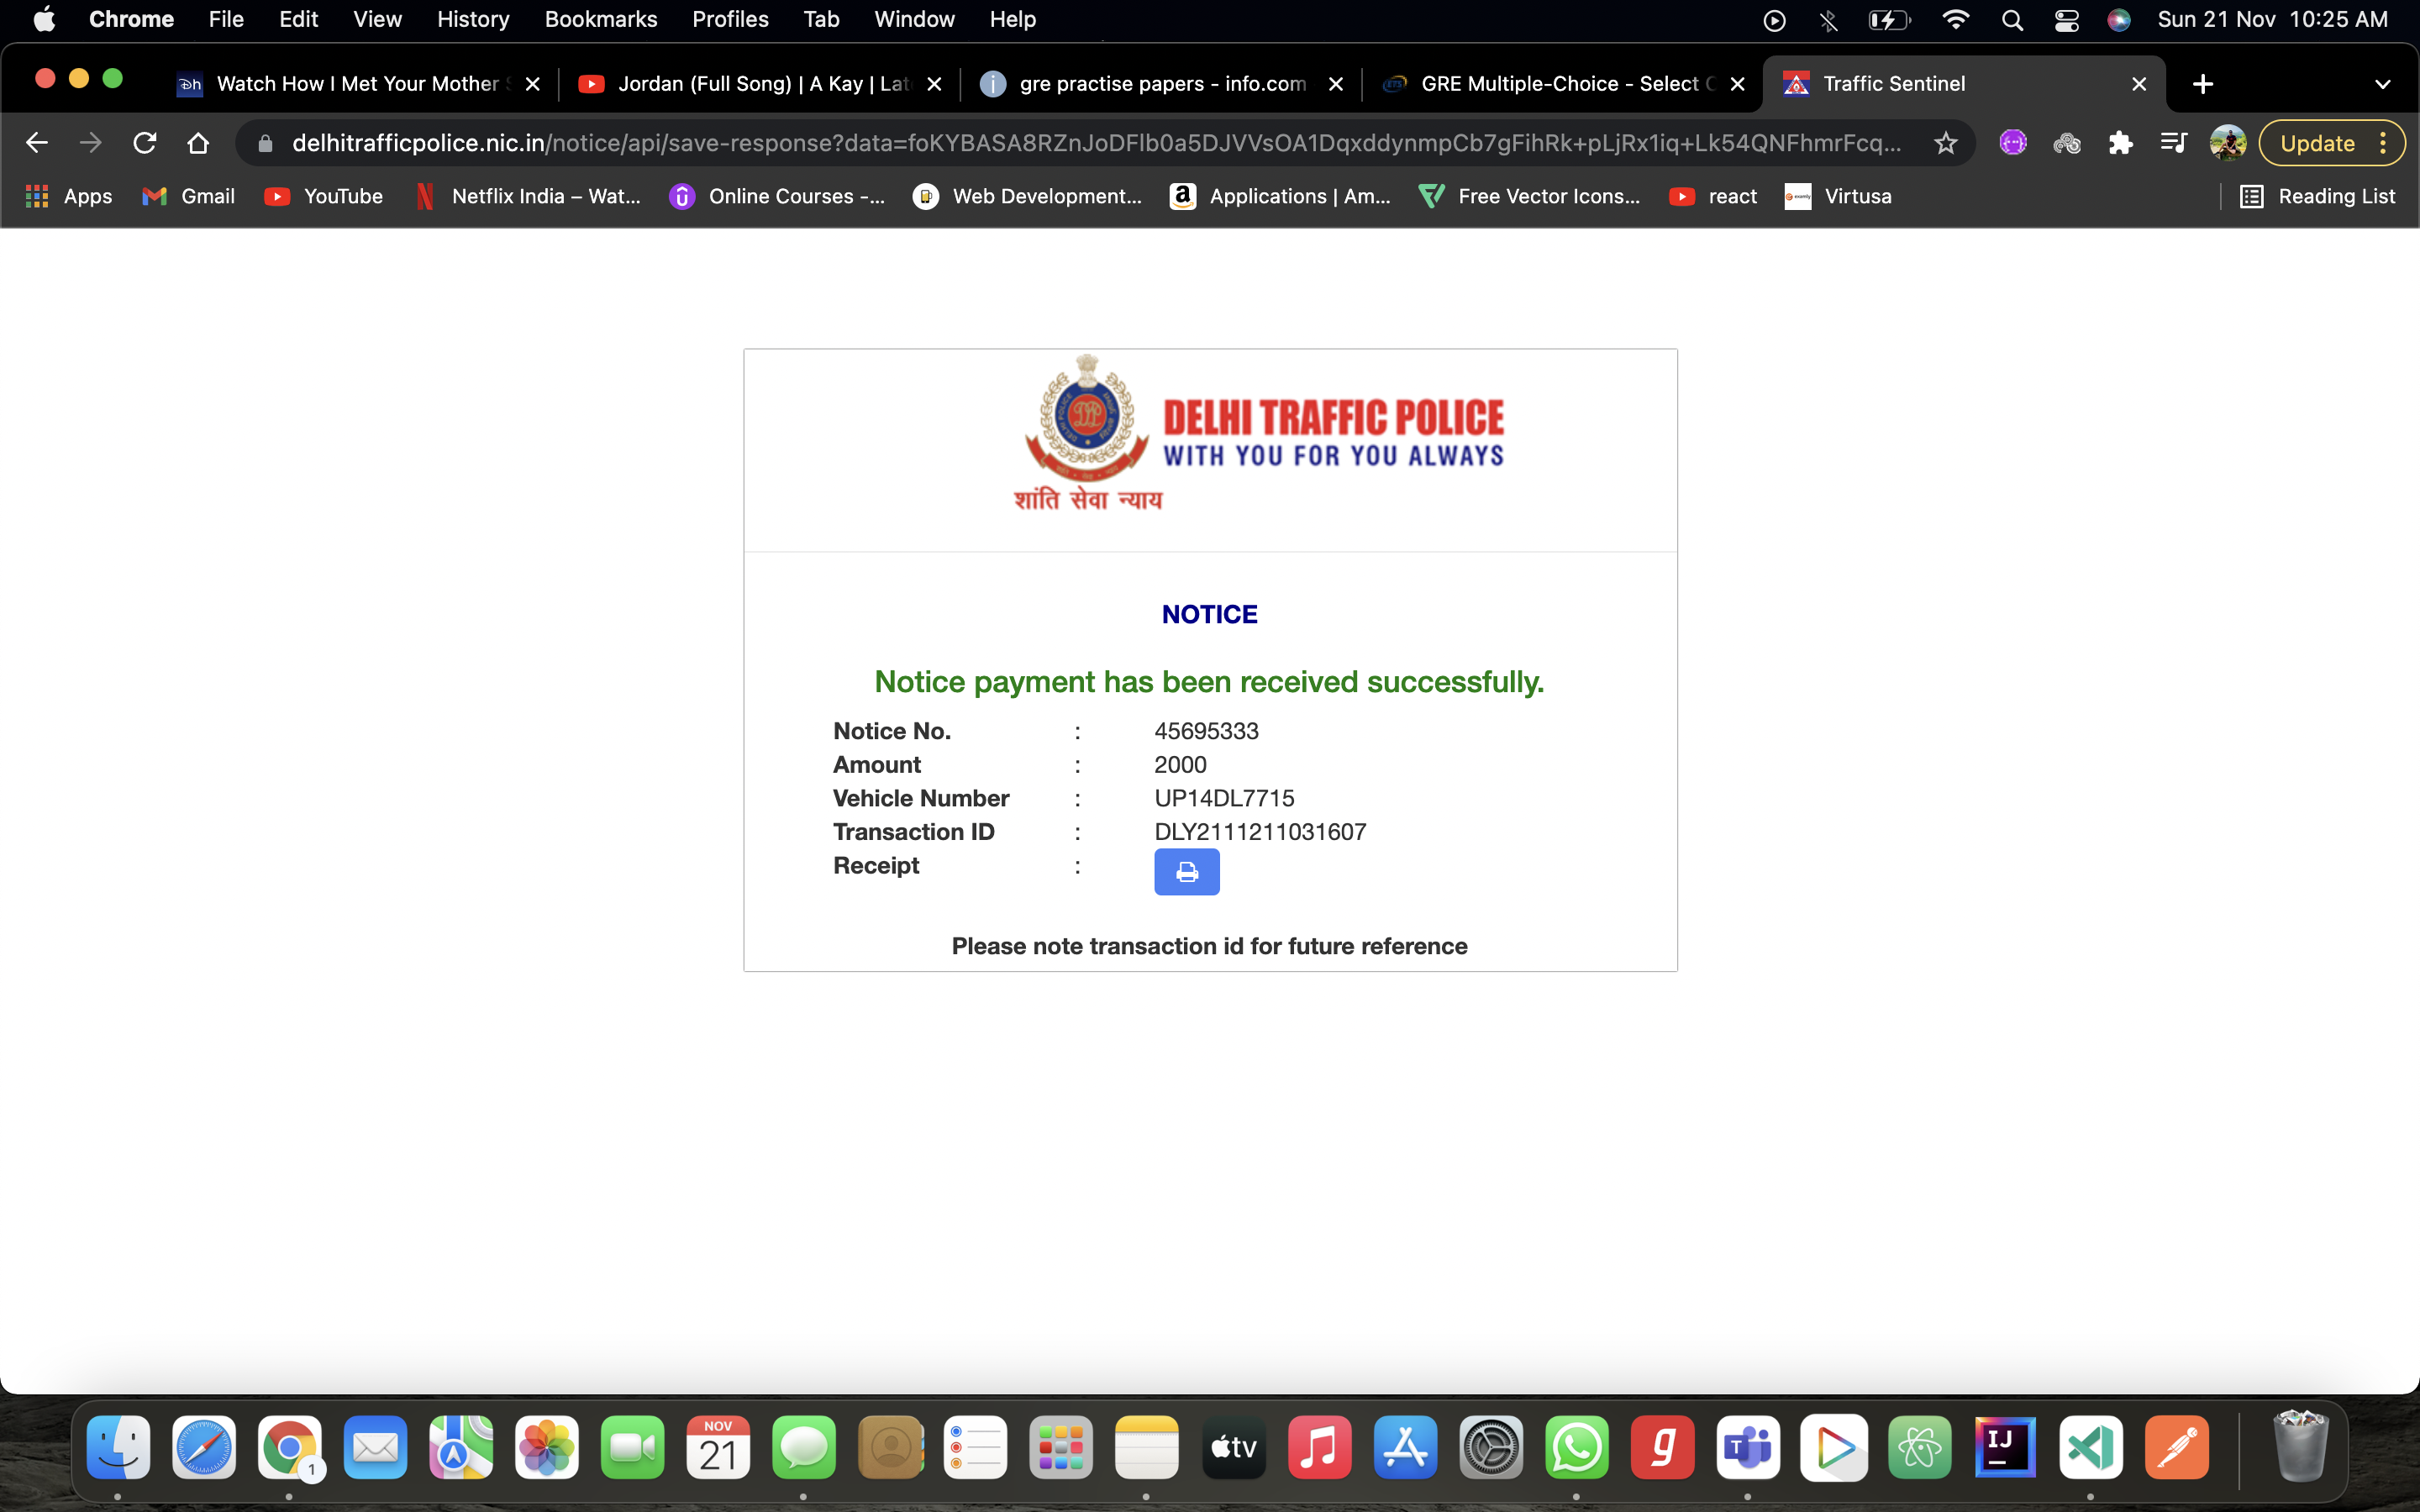 Chrome File Edit View History Bookmarks Profiles Tab Window Help Sun 21 Nov 10:25 AM
Watch How I Met Your Mother Jordan (Full Song) | A Kay | Lat gre practise papers - info.com GRE Multiple-Choice - Select Traffic Sentinel
delhitrafficpolice.nic.in/notice/api/save-response?data=foKYBASA8RZnJoDFlb0a5DJVVsOA1DqxddynmpCb7gFihRk+pLjRx1iq+Lk54QNFhmrFcq... Update
Apps Gmail YouTube Netflix India – Wat... Online Courses -... Web Development... Applications | Am... Free Vector Icons... react Virtusa Reading List
DELHI TRAFFIC POLICE
WITH YOU FOR YOU ALWAYS
शांति सेवा न्याय
NOTICE
Notice payment has been received successfully.
Notice No. : 45695333
Amount : 2000
Vehicle Number : UP14DL7715
Transaction ID : DLY2111211031607
Receipt :
Please note transaction id for future reference
1 NOV 21 tv g T IJ